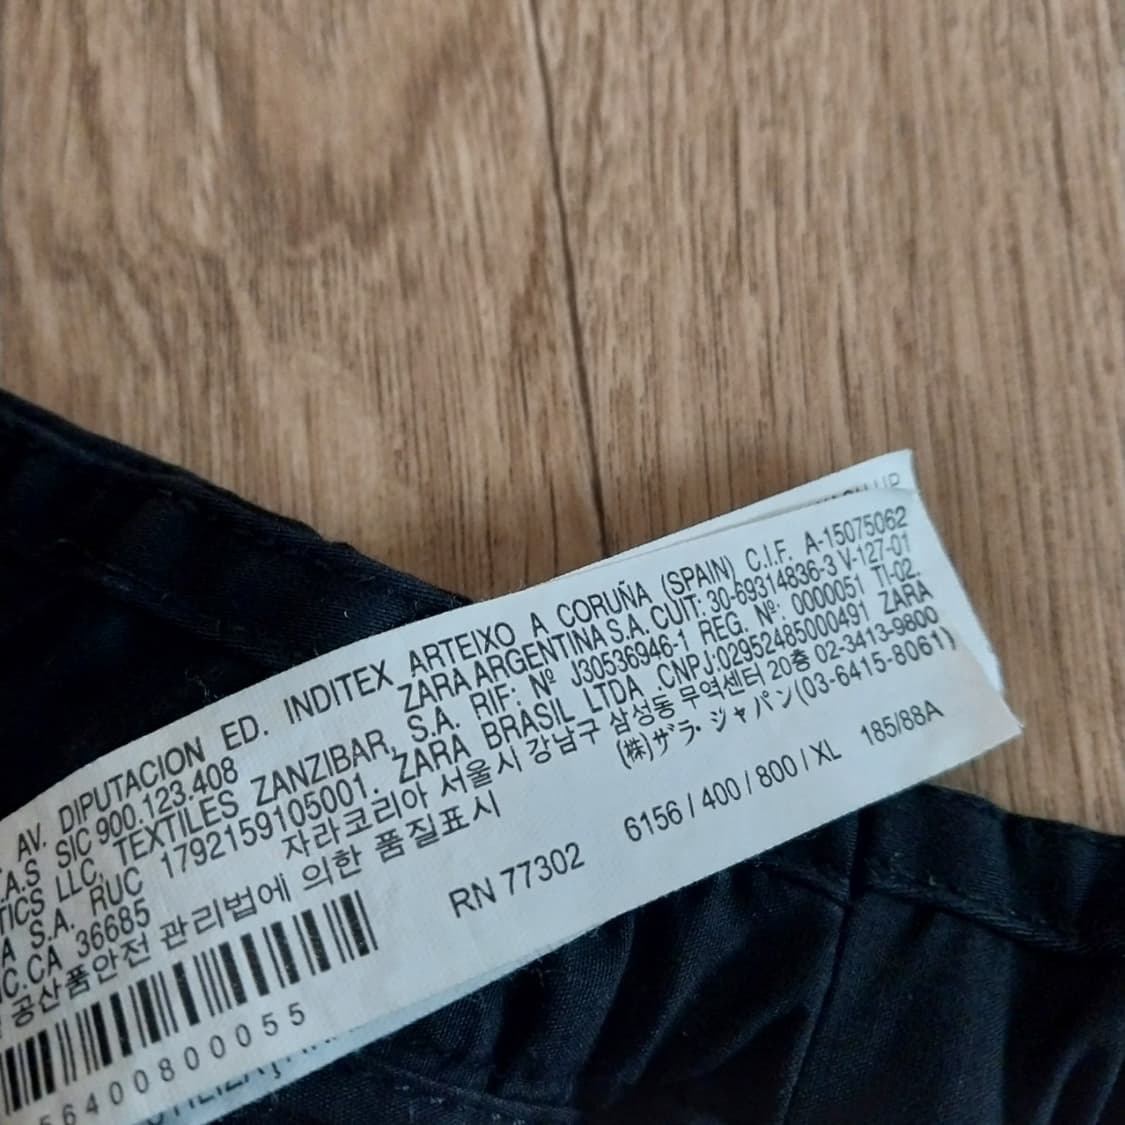 AV. DIPUTACION ED. INDITEX ARTEIXO A CORUÑA (SPAIN) C.I.F. A-15075062
.A.S SIC 900.123.408 ZARA ARGENTINA S.A. CUIT: 30-69314836-3 V-127-01
TICS LLC, TEXTILES ZANZIBAR, S.A. RIF: Nº J30536946-1 REG. Nº: 0000051 TI-02.
A S.A. RUC 1792159105001. ZARA BRASIL LTDA CNPJ:02952485000491 ZARA
NC.CA 36685 자라코리아 서울시 강남구 삼성동 무역센터 20층 02-3413-9800
공산품안전 관리법에 의한 품질표시 (株)ザラ・ジャパン(03-6415-8061)
RN 77302 6156 / 400 / 800 / XL 185/88A
56400800055